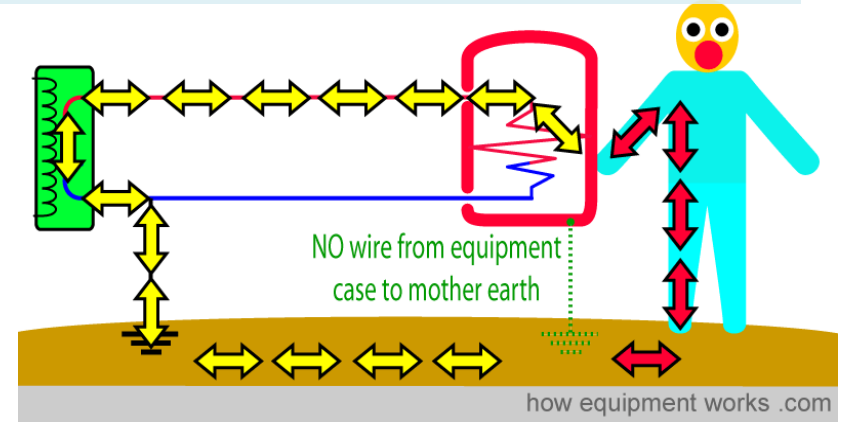 NO wire from equipment
case to mother earth
how equipment works .com